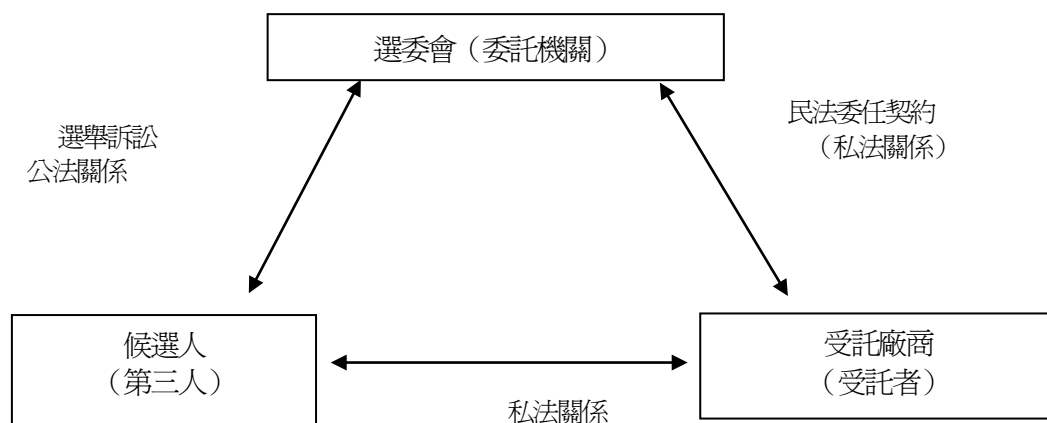 選委會（委託機關）
選舉訴訟
公法關係
民法委任契約
（私法關係）
候選人
（第三人）
受託廠商
（受託者）
私法關係